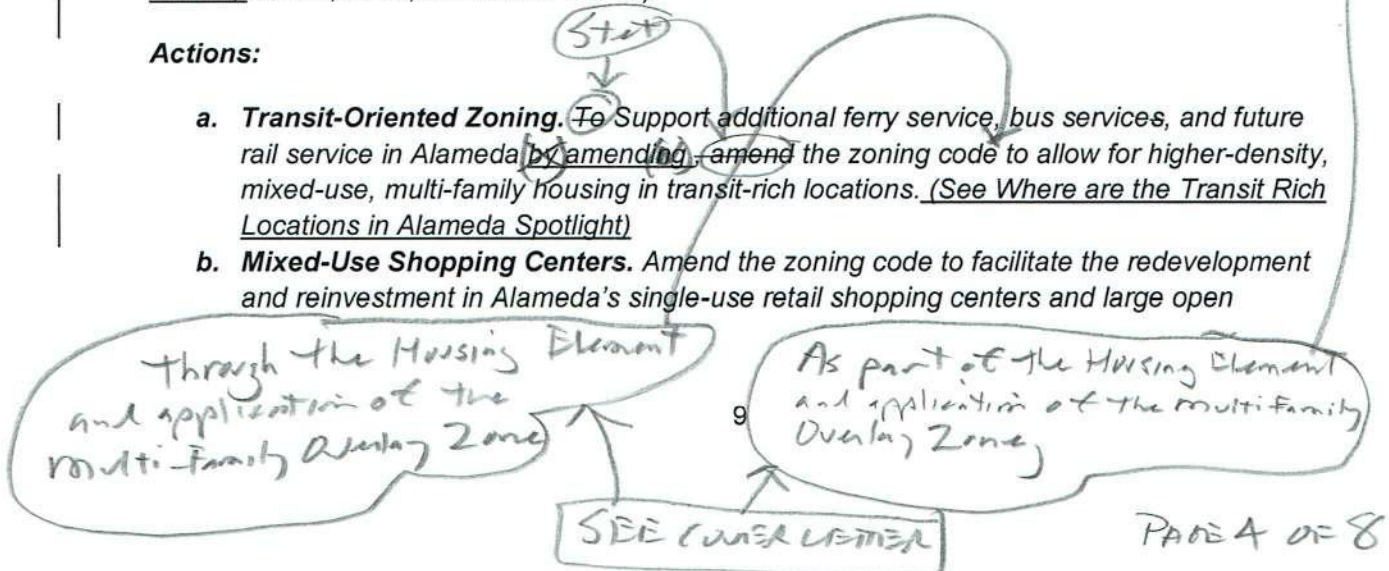 Stet
Actions:
a. Transit-Oriented Zoning. To Support additional ferry service, bus services, and future
rail service in Alameda by amending, amend the zoning code to allow for higher-density,
mixed-use, multi-family housing in transit-rich locations. (See Where are the Transit Rich
Locations in Alameda Spotlight)
b. Mixed-Use Shopping Centers. Amend the zoning code to facilitate the redevelopment
and reinvestment in Alameda's single-use retail shopping centers and large open
through the Housing Element
and application of the
Multi-Family Overlay Zone
As part of the Housing Element
and application of the Multi Family
Overlay Zone,
9
SEE COVER LETTER
PAGE 4 OF 8